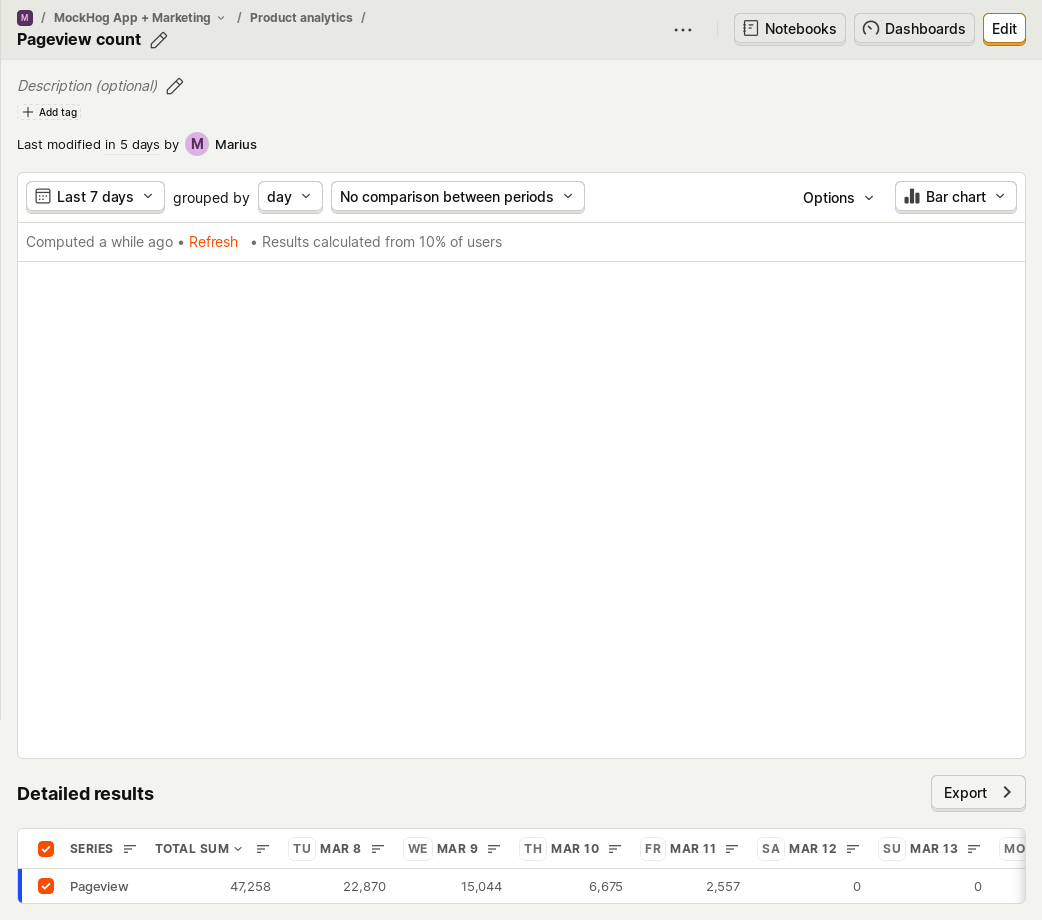 M / MockHog App + Marketing / Product analytics /
Pageview count
Notebooks Dashboards Edit
Description (optional)
Add tag
Last modified in 5 days by M Marius
Last 7 days grouped by day No comparison between periods Options Bar chart
Computed a while ago • Refresh • Results calculated from 10% of users
Detailed results
Export
SERIES TOTAL SUM TU MAR 8 WE MAR 9 TH MAR 10 FR MAR 11 SA MAR 12 SU MAR 13 MO
Pageview 47,258 22,870 15,044 6,675 2,557 0 0